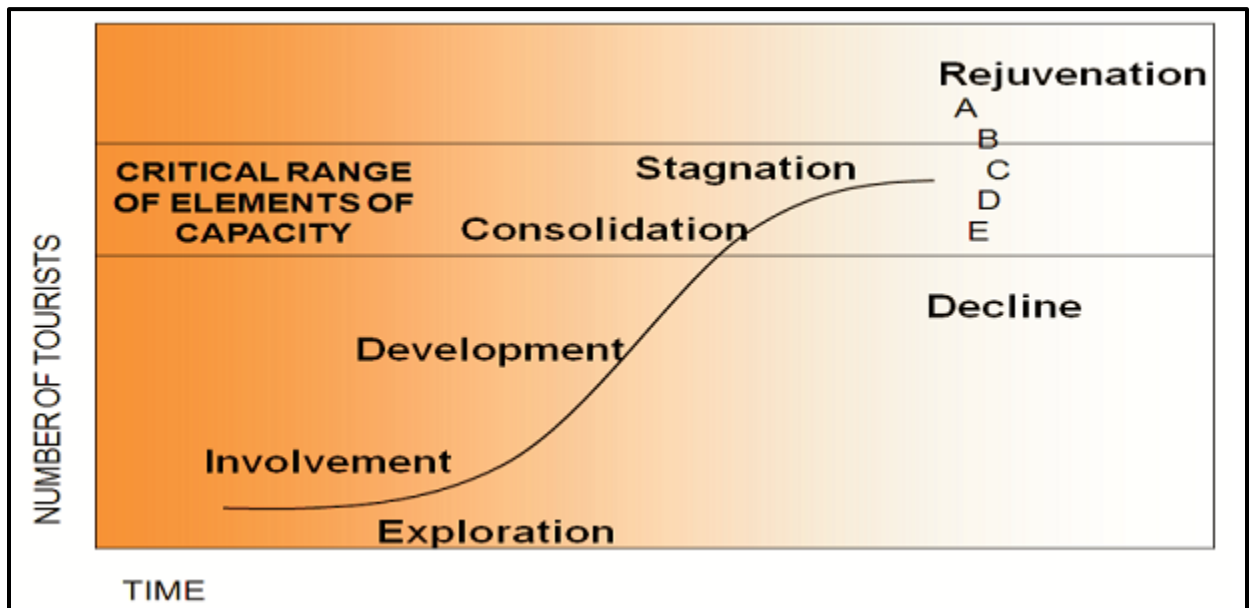 Rejuvenation
A
B
CRITICAL RANGE
OF ELEMENTS OF
CAPACITY
Stagnation
C
D
Consolidation
E
Decline
Development
Involvement
Exploration
NUMBER OF TOURISTS
TIME